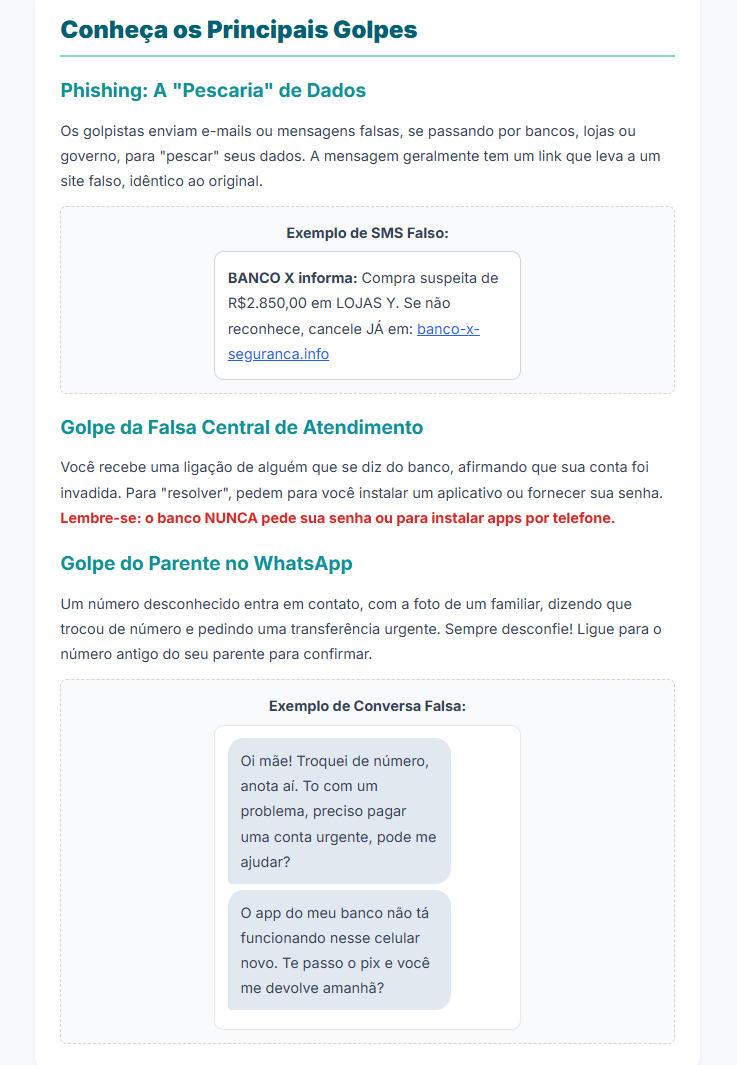 Conheça os Principais Golpes
Phishing: A "Pescaria" de Dados
Os golpistas enviam e-mails ou mensagens falsas, se passando por bancos, lojas ou
governo, para "pescar" seus dados. A mensagem geralmente tem um link que leva a um
site falso, idêntico ao original.
Exemplo de SMS Falso:
BANCO X informa: Compra suspeita de
R$2.850,00 em LOJAS Y. Se não
reconhece, cancele JÁ em: banco-x-
seguranca.info
Golpe da Falsa Central de Atendimento
Você recebe uma ligação de alguém que se diz do banco, afirmando que sua conta foi
invadida. Para "resolver", pedem para você instalar um aplicativo ou fornecer sua senha.
Lembre-se: o banco NUNCA pede sua senha ou para instalar apps por telefone.
Golpe do Parente no WhatsApp
Um número desconhecido entra em contato, com a foto de um familiar, dizendo que
trocou de número e pedindo uma transferência urgente. Sempre desconfie! Ligue para o
número antigo do seu parente para confirmar.
Exemplo de Conversa Falsa:
Oi mãe! Troquei de número,
anota aí. To com um
problema, preciso pagar
uma conta urgente, pode me
ajudar?
O app do meu banco não tá
funcionando nesse celular
novo. Te passo o pix e você
me devolve amanhã?